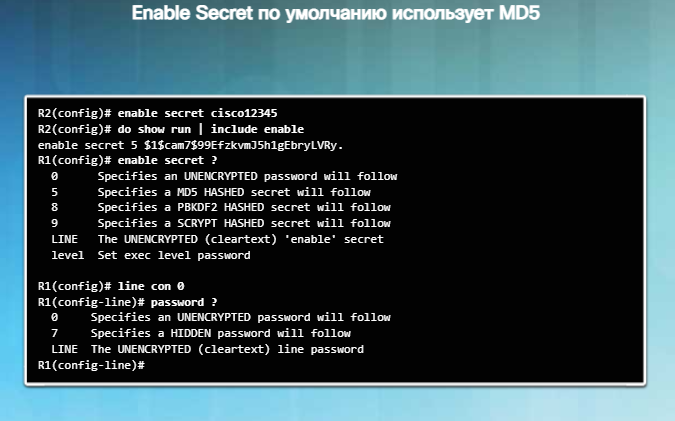 Enable Secret по умолчанию использует MD5
R2(config)# enable secret cisco12345
R2(config)# do show run | include enable
enable secret 5 $1$cam7$99EfzkvmJ5h1gEbryLVRy.
R1(config)# enable secret ?
0 Specifies an UNENCRYPTED password will follow
5 Specifies a MD5 HASHED secret will follow
8 Specifies a PBKDF2 HASHED secret will follow
9 Specifies a SCRYPT HASHED secret will follow
LINE The UNENCRYPTED (cleartext) 'enable' secret
level Set exec level password
R1(config)# line con 0
R1(config-line)# password ?
0 Specifies an UNENCRYPTED password will follow
7 Specifies a HIDDEN password will follow
LINE The UNENCRYPTED (cleartext) line password
R1(config-line)#